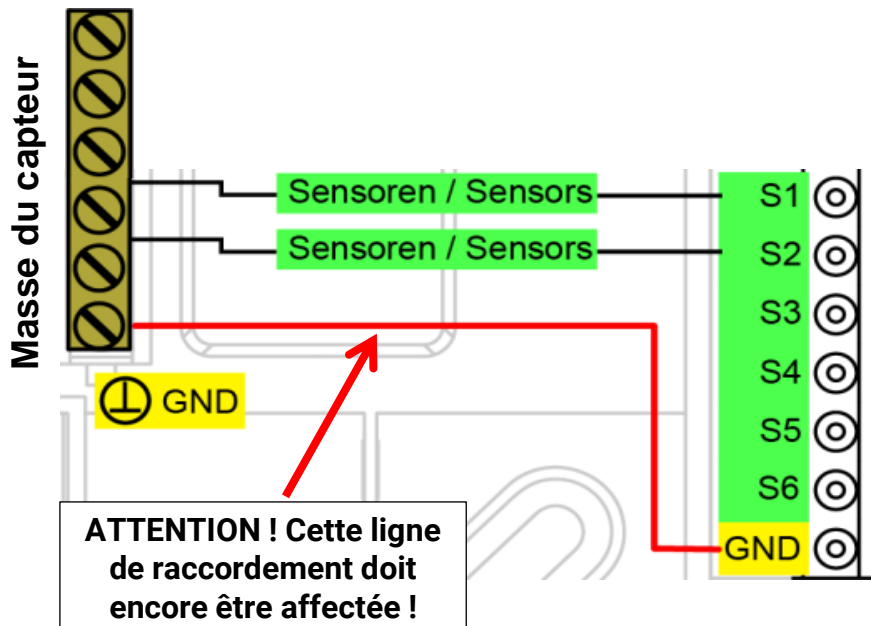 Masse du capteur
Sensoren / Sensors
S1
Sensoren / Sensors
S2
S3
S4
GND
S5
S6
GND
ATTENTION ! Cette ligne
de raccordement doit
encore être affectée !